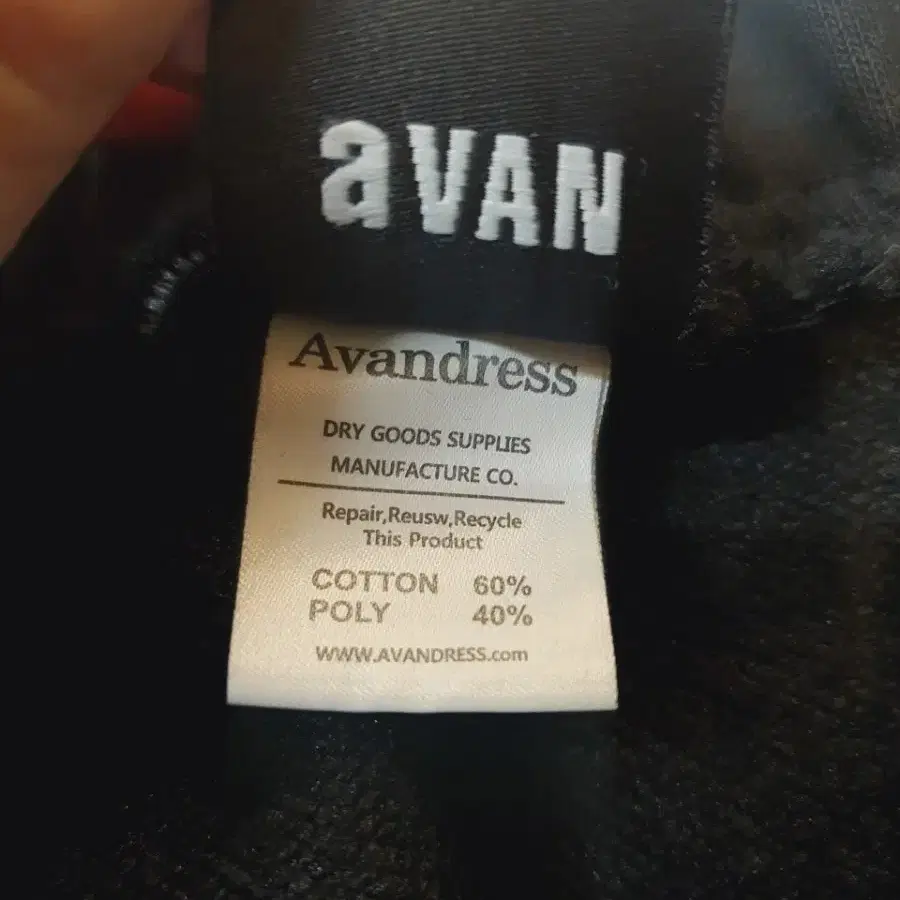 aVAN
Avandress
DRY GOODS SUPPLIES
MANUFACTURE CO.
Repair,Reusw,Recycle
This Product
COTTON 60%
POLY 40%
WWW.AVANDRESS.com